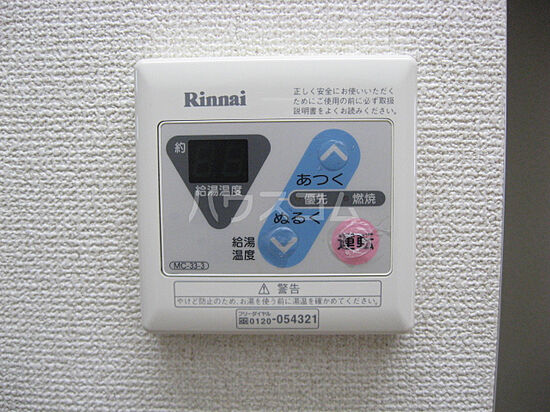 Rinnai
正しく安全にお使いいただく
ためにご使用の前に必ず取扱
説明書をよくお読みください。
約
給湯温度
あつく
優先 燃焼
ぬるく
給湯
温度
運転
MC-33-3
ハウスコム
⚠ 警告
やけど防止のため、お湯を使う前に湯温を確かめてください。
フリーダイヤル
0120-054321